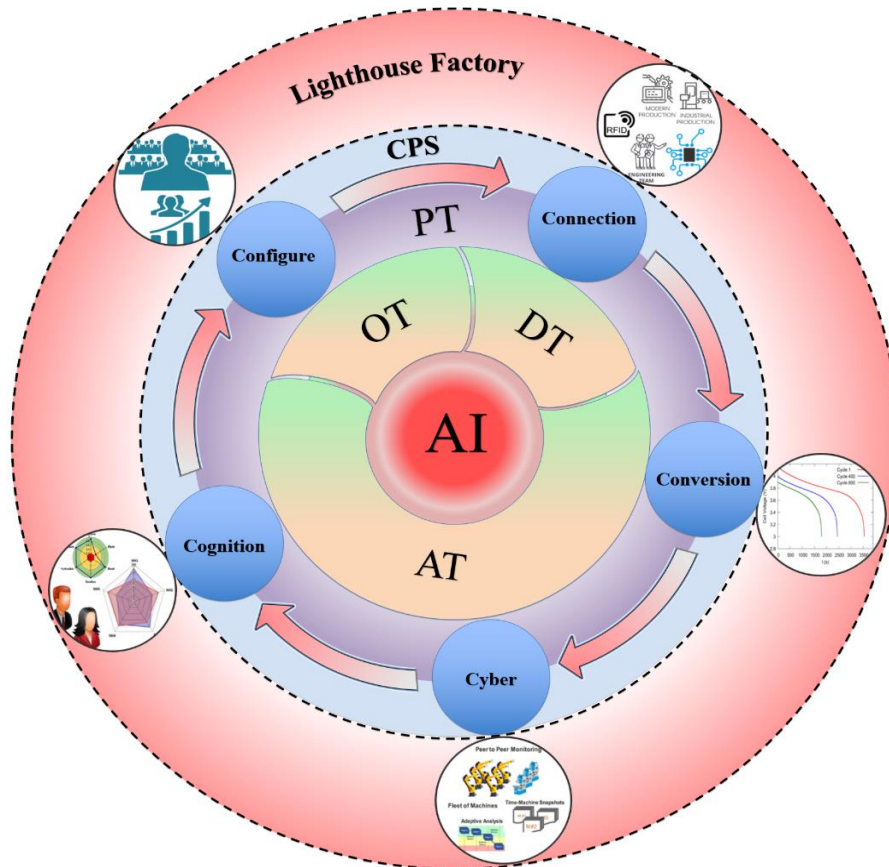 Lighthouse Factory
CPS
PT
OT
DT
AI
AT
Configure
Connection
Conversion
Cyber
Cognition
MODERN
PRODUCTION
INDUSTRIAL
PRODUCTION
RFID
ENGINEERING
TEAM
Cycle 1
Peer to Peer Monitoring
Fleet of Machines
Time-Machine Snapshots
Adaptive Analysis